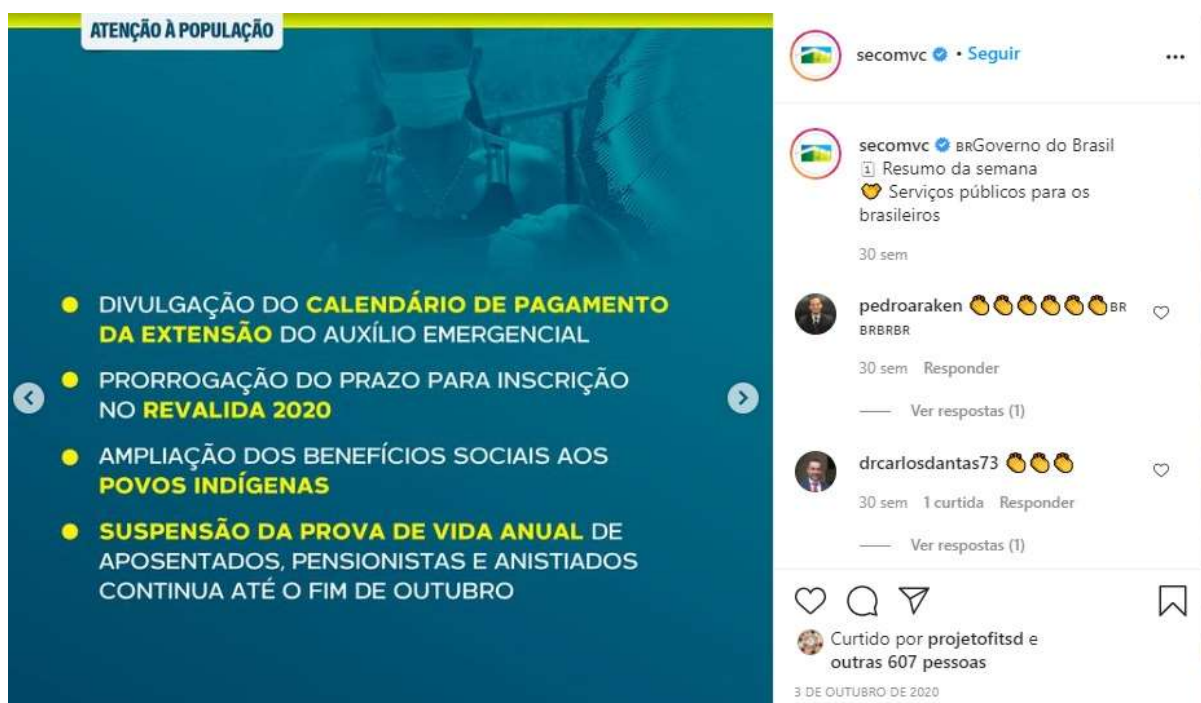 ATENÇÃO À POPULAÇÃO
DIVULGAÇÃO DO CALENDÁRIO DE PAGAMENTO
DA EXTENSÃO DO AUXÍLIO EMERGENCIAL
PRORROGAÇÃO DO PRAZO PARA INSCRIÇÃO
NO REVALIDA 2020
AMPLIAÇÃO DOS BENEFÍCIOS SOCIAIS AOS
POVOS INDÍGENAS
SUSPENSÃO DA PROVA DE VIDA ANUAL DE
APOSENTADOS, PENSIONISTAS E ANISTIADOS
CONTINUA ATÉ O FIM DE OUTUBRO
secomvc • Seguir
secomvc BRGoverno do Brasil
Resumo da semana
Serviços públicos para os
brasileiros
30 sem
pedroaraken 👏👏👏👏👏👏BR
BRBRBR
30 sem Responder
Ver respostas (1)
drcarlosdantas73 👏👏👏
30 sem 1 curtida Responder
Ver respostas (1)
Curtido por projetofitsd e
outras 607 pessoas
3 DE OUTUBRO DE 2020